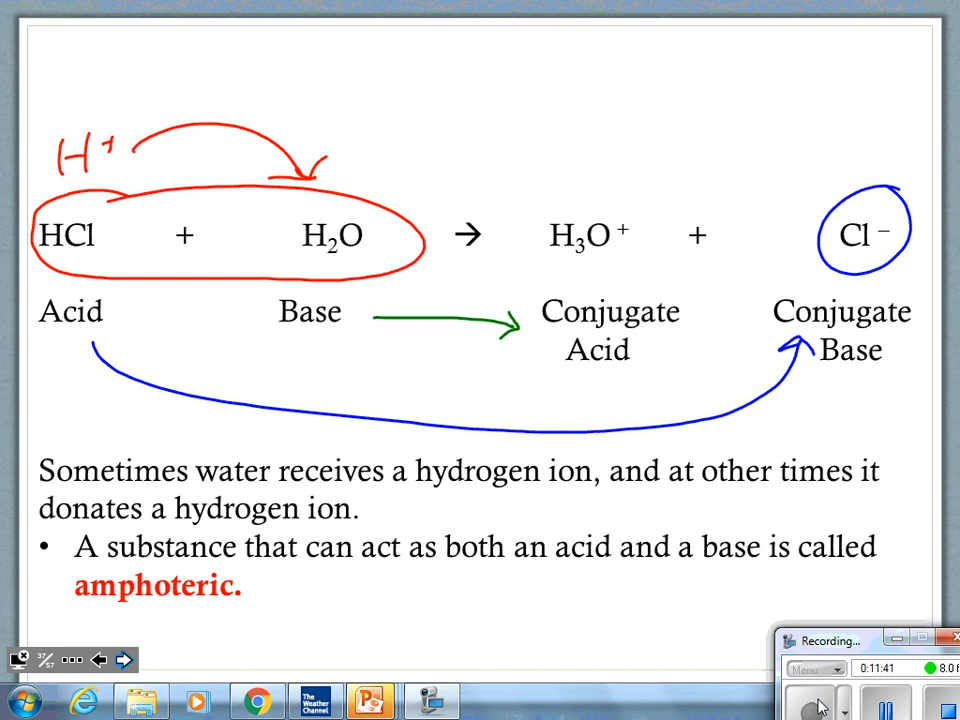 H+
HCl + H₂O → H₃O⁺ + Cl⁻
Acid Base Conjugate Acid Conjugate Base
Sometimes water receives a hydrogen ion, and at other times it
donates a hydrogen ion.
• A substance that can act as both an acid and a base is called
amphoteric.
37/57
Recording...
Menu
0:11:41
8.0
The Weather Channel